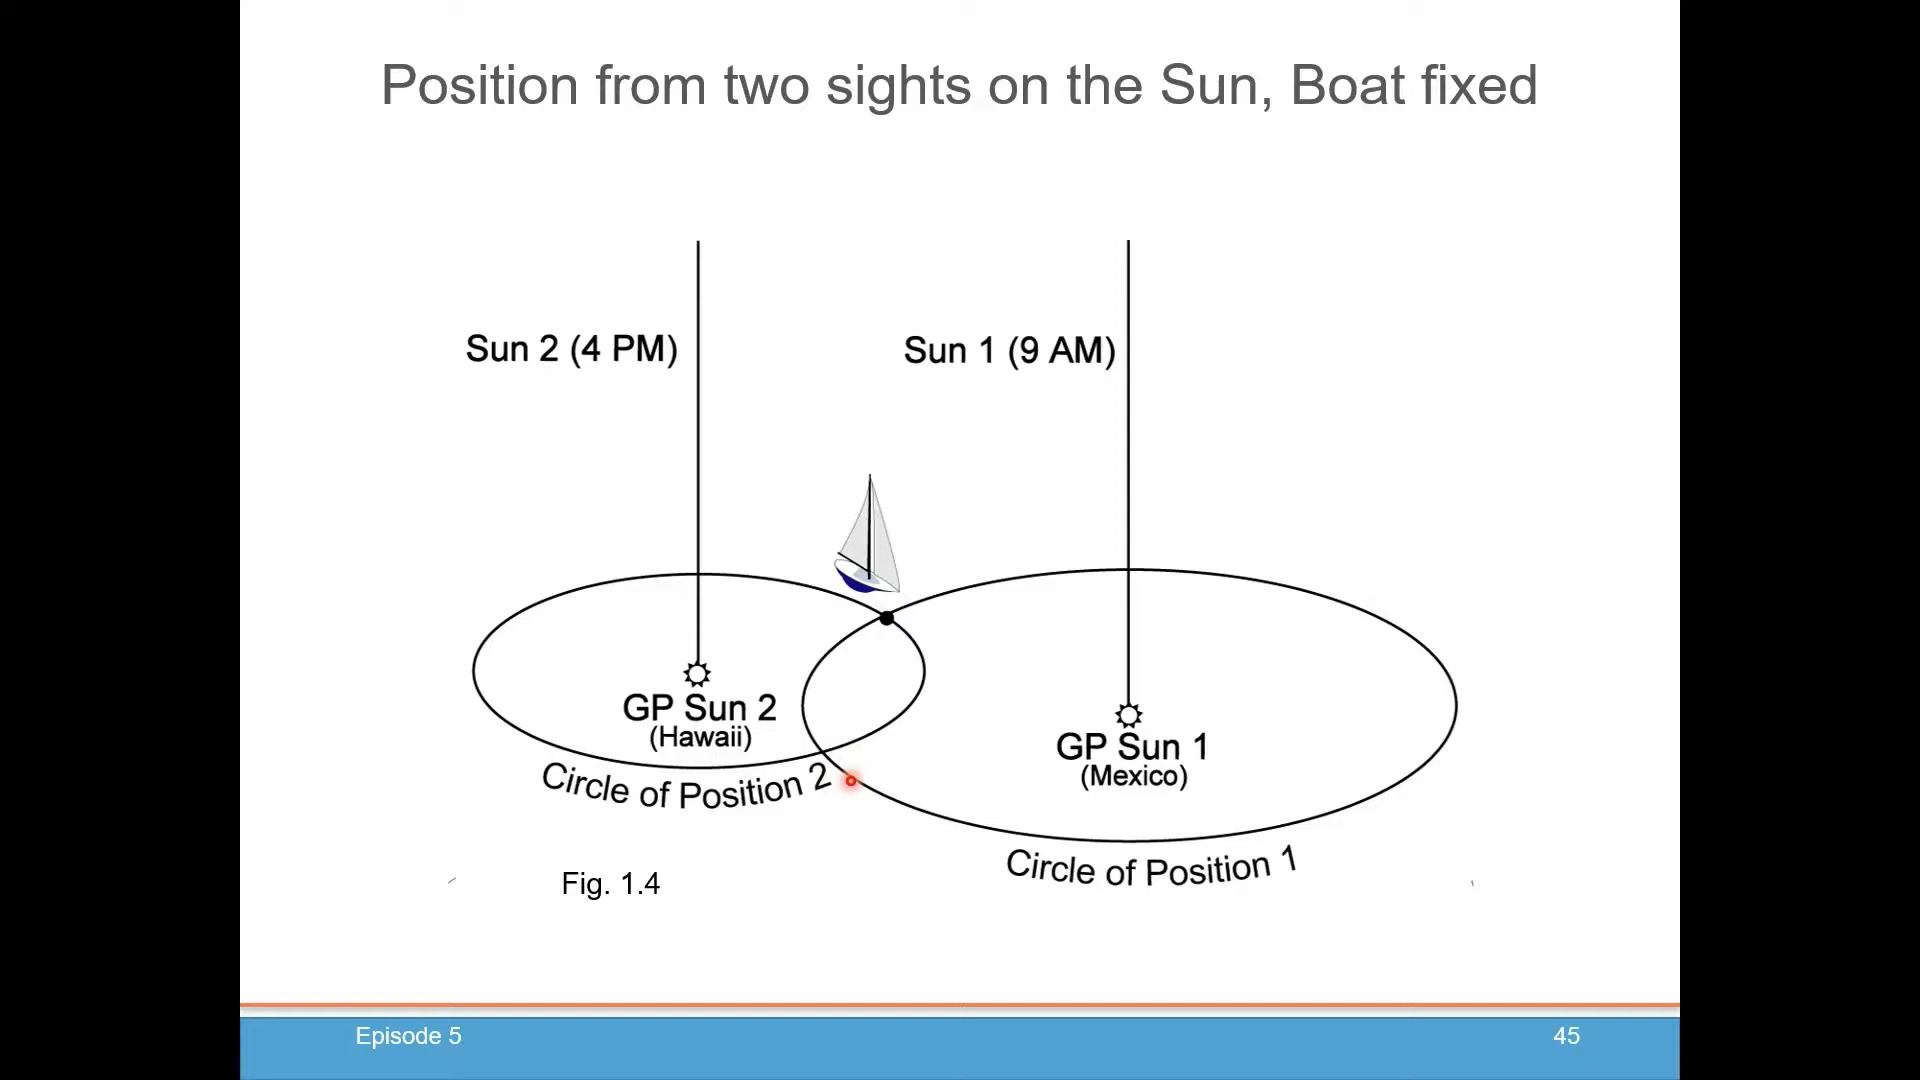 Position from two sights on the Sun, Boat fixed
Sun 2 (4 PM)
Sun 1 (9 AM)
GP Sun 2
(Hawaii)
Circle of Position 2
GP Sun 1
(Mexico)
Circle of Position 1
Fig. 1.4
Episode 5
45